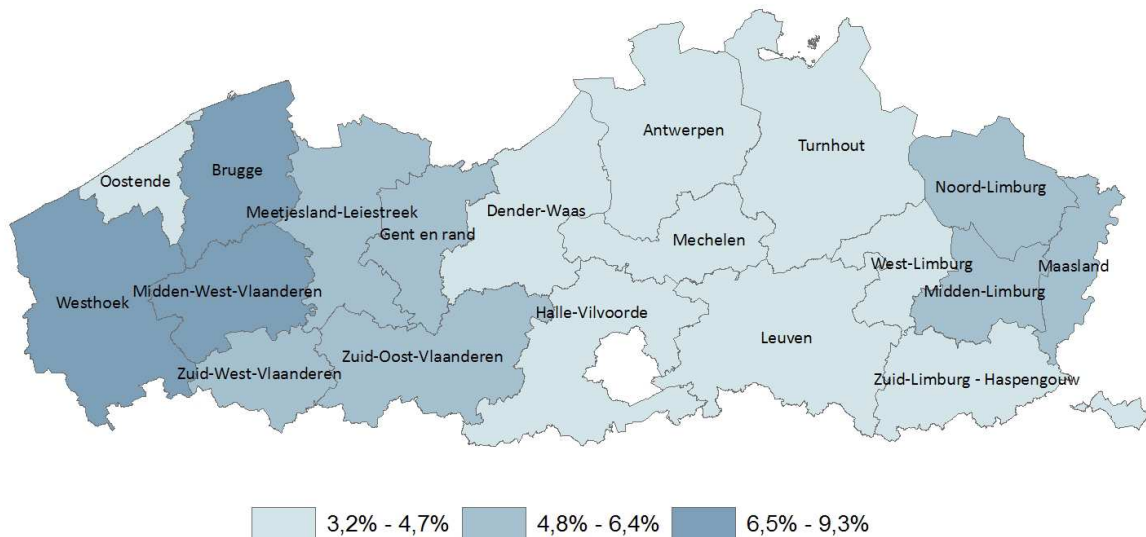 Antwerpen
Turnhout
Brugge
Oostende
Noord-Limburg
Meetjesland-Leiestreek
Dender-Waas
Gent en rand
Mechelen
West-Limburg
Maasland
Midden-West-Vlaanderen
Midden-Limburg
Westhoek
Halle-Vilvoorde
Leuven
Zuid-Oost-Vlaanderen
Zuid-West-Vlaanderen
Zuid-Limburg - Haspengouw
3,2% - 4,7% 4,8% - 6,4% 6,5% - 9,3%